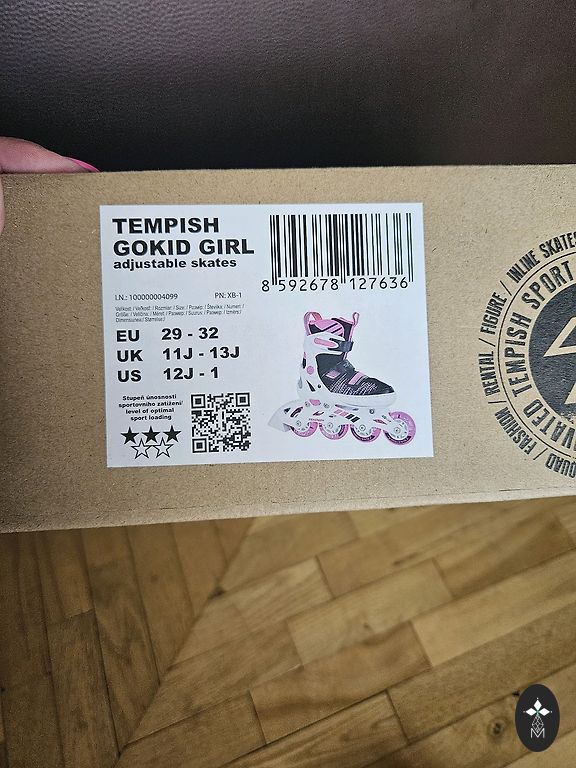 TEMPISH
GOKID GIRL
adjustable skates
8 592678 127636
I.N.: 100000004099 PN: XB-1
EU 29 - 32
UK 11J - 13J
US 12J - 1
Stupeň únosnosti
sportovního zatížení
level of optimal
sport loading
FASHION / RENTAL / FIGURE / INLINE SKATES
TEMPISH SPORT
M